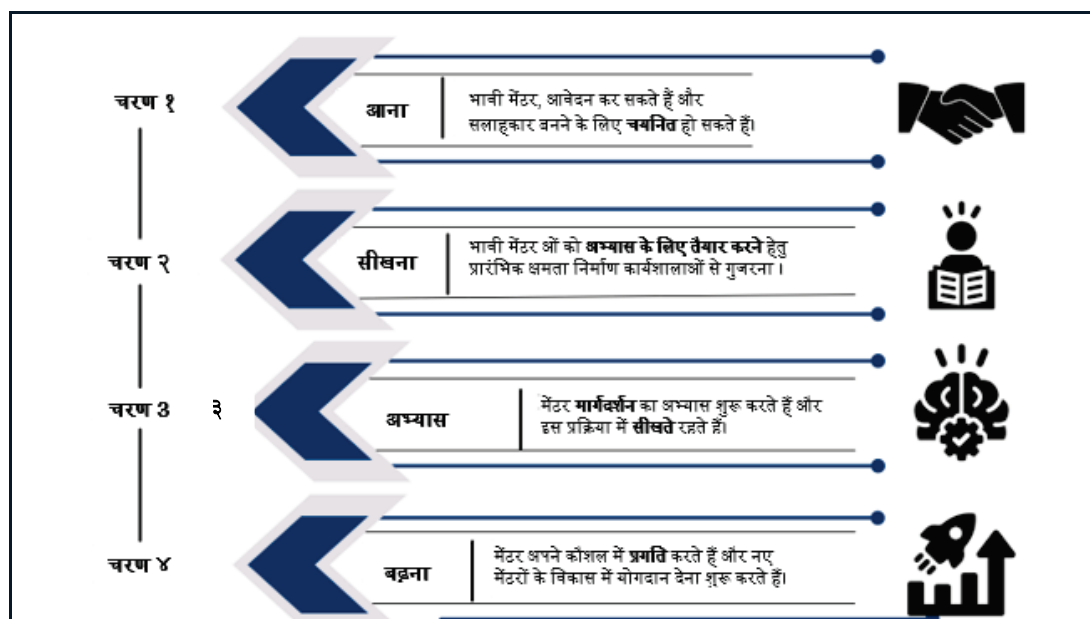 चरण १
आना
भावी मेंटर, आवेदन कर सकते हैं और
सलाहकार बनने के लिए चयनित हो सकते हैं।
चरण २
सीखना
भावी मेंटर ओं को अभ्यास के लिए तैयार करने हेतु
प्रारंभिक क्षमता निर्माण कार्यशालाओं से गुजरना ।
चरण 3 ३
अभ्यास
मेंटर मार्गदर्शन का अभ्यास शुरू करते हैं और
इस प्रक्रिया में सीखते रहते हैं।
चरण ४
बढ़ना
मेंटर अपने कौशल में प्रगति करते हैं और नए
मेंटरों के विकास में योगदान देना शुरू करते हैं।